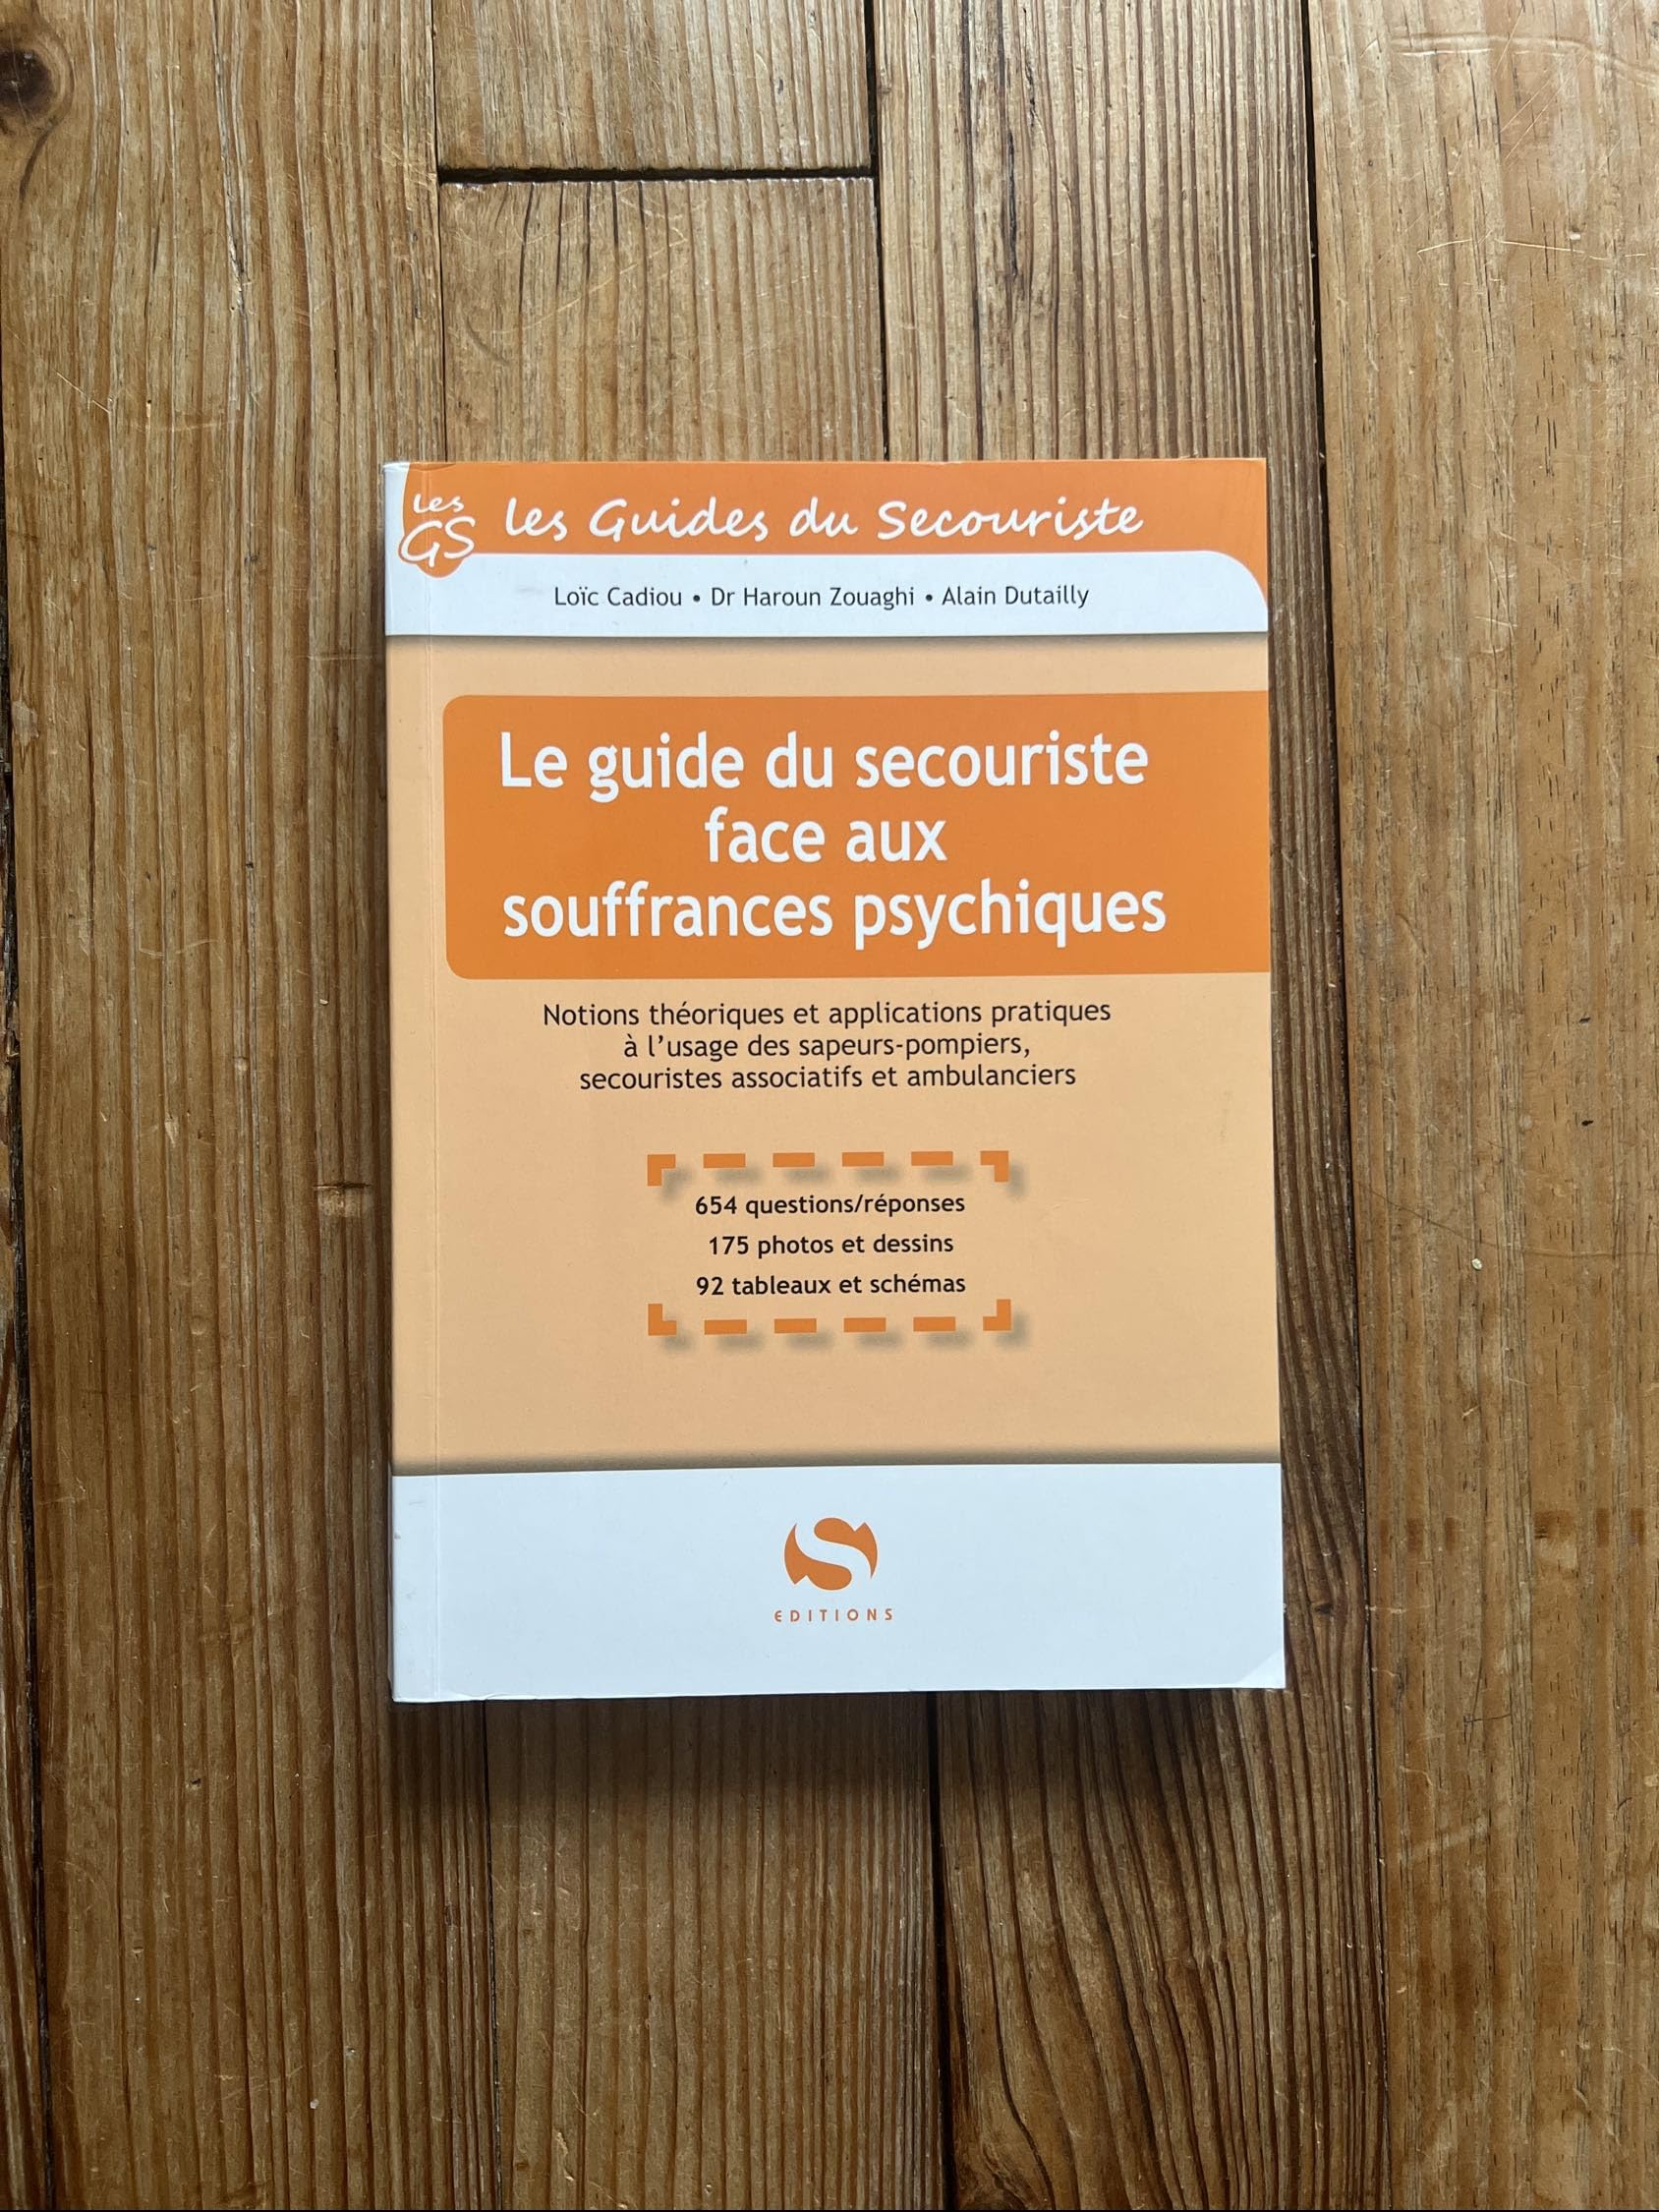 Les
GS
Les Guides du Secouriste
Loïc Cadiou • Dr Haroun Zouaghi • Alain Dutailly
Le guide du secouriste
face aux
souffrances psychiques
Notions théoriques et applications pratiques
à l'usage des sapeurs-pompiers,
secouristes associatifs et ambulanciers
654 questions/réponses
175 photos et dessins
92 tableaux et schémas
S
EDITIONS